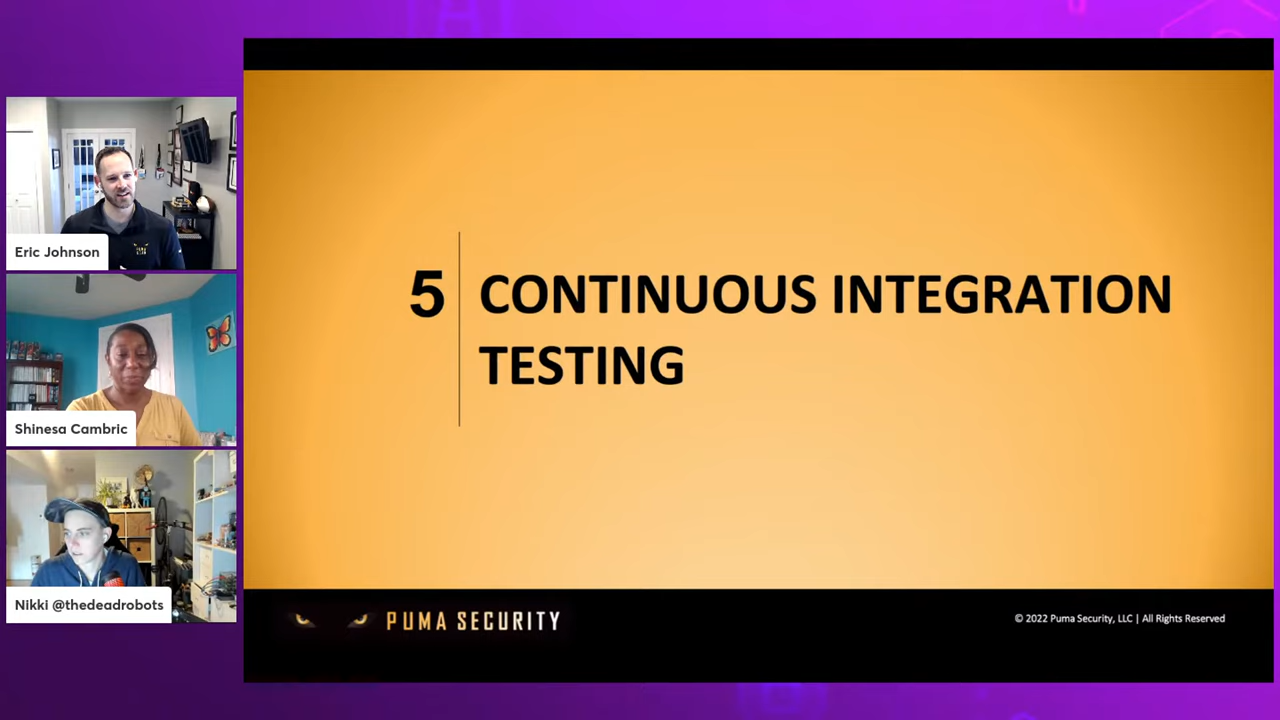 Eric Johnson
Shinesa Cambric
Nikki @thedeadrobots
5
CONTINUOUS INTEGRATION
TESTING
PUMA SECURITY
© 2022 Puma Security, LLC | All Rights Reserved